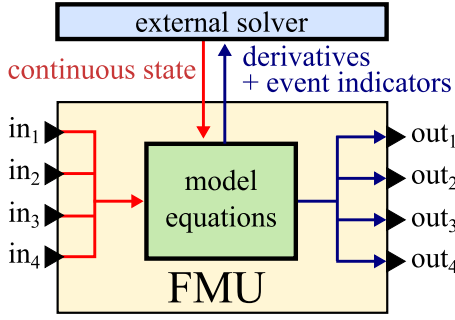 external solver
continuous state
derivatives
+ event indicators
in₁
in₂
in₃
in₄
model
equations
out₁
out₂
out₃
out₄
FMU